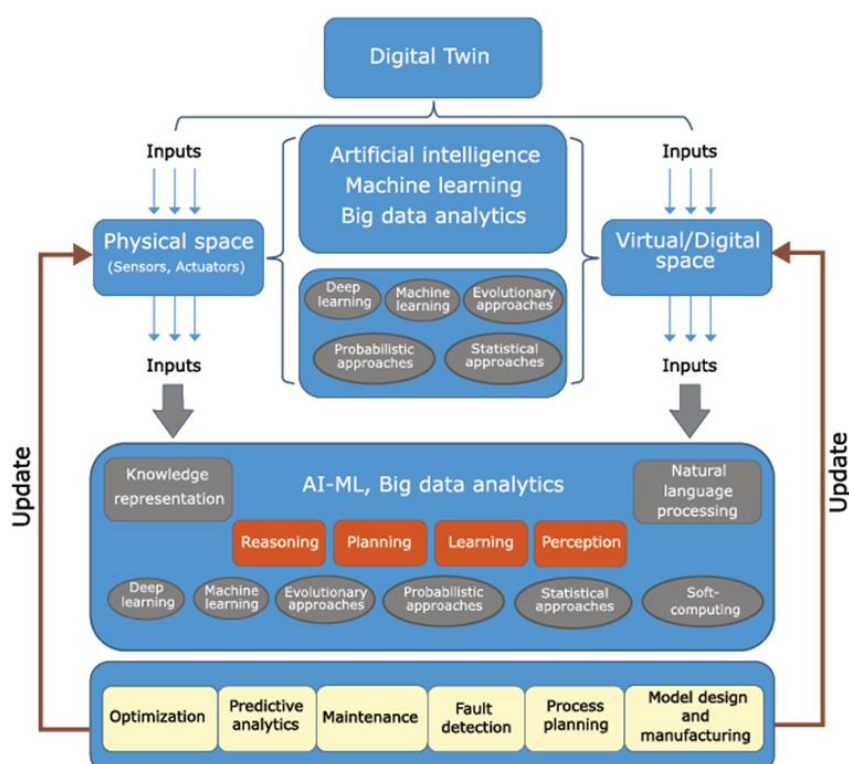 Digital Twin
Inputs
Artificial intelligence
Machine learning
Big data analytics
Inputs
Physical space
(Sensors, Actuators)
Virtual/Digital
space
Deep
learning
Machine
learning
Evolutionary
approaches
Probabilistic
approaches
Statistical
approaches
Inputs
Inputs
Update
Update
Knowledge
representation
AI-ML, Big data analytics
Natural
language
processing
Reasoning
Planning
Learning
Perception
Deep
learning
Machine
learning
Evolutionary
approaches
Probabilistic
approaches
Statistical
approaches
Soft-
computing
Optimization
Predictive
analytics
Maintenance
Fault
detection
Process
planning
Model design
and
manufacturing